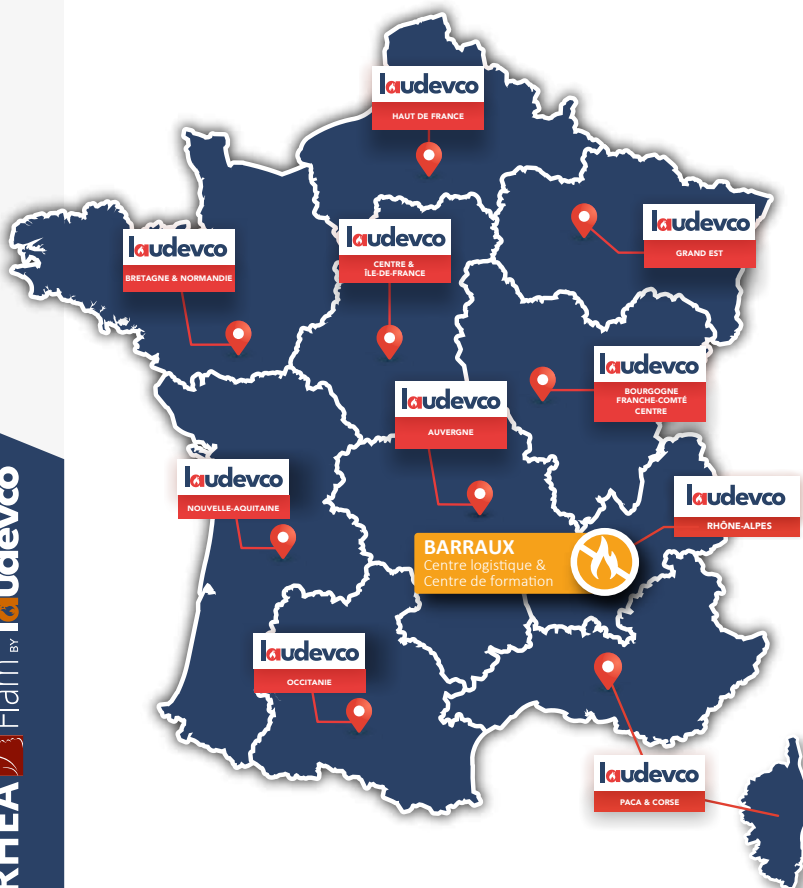 laudevco
HAUT DE FRANCE
laudevco
GRAND EST
laudevco
CENTRE &
ÎLE-DE-FRANCE
laudevco
BRETAGNE & NORMANDIE
laudevco
BOURGOGNE
FRANCHE-COMTÉ
CENTRE
laudevco
AUVERGNE
laudevco
NOUVELLE-AQUITAINE
laudevco
RHÔNE-ALPES
BARRAUX
Centre logistique &
Centre de formation
laudevco
OCCITANIE
laudevco
PACA & CORSE
RHEA Flam BY laudevco